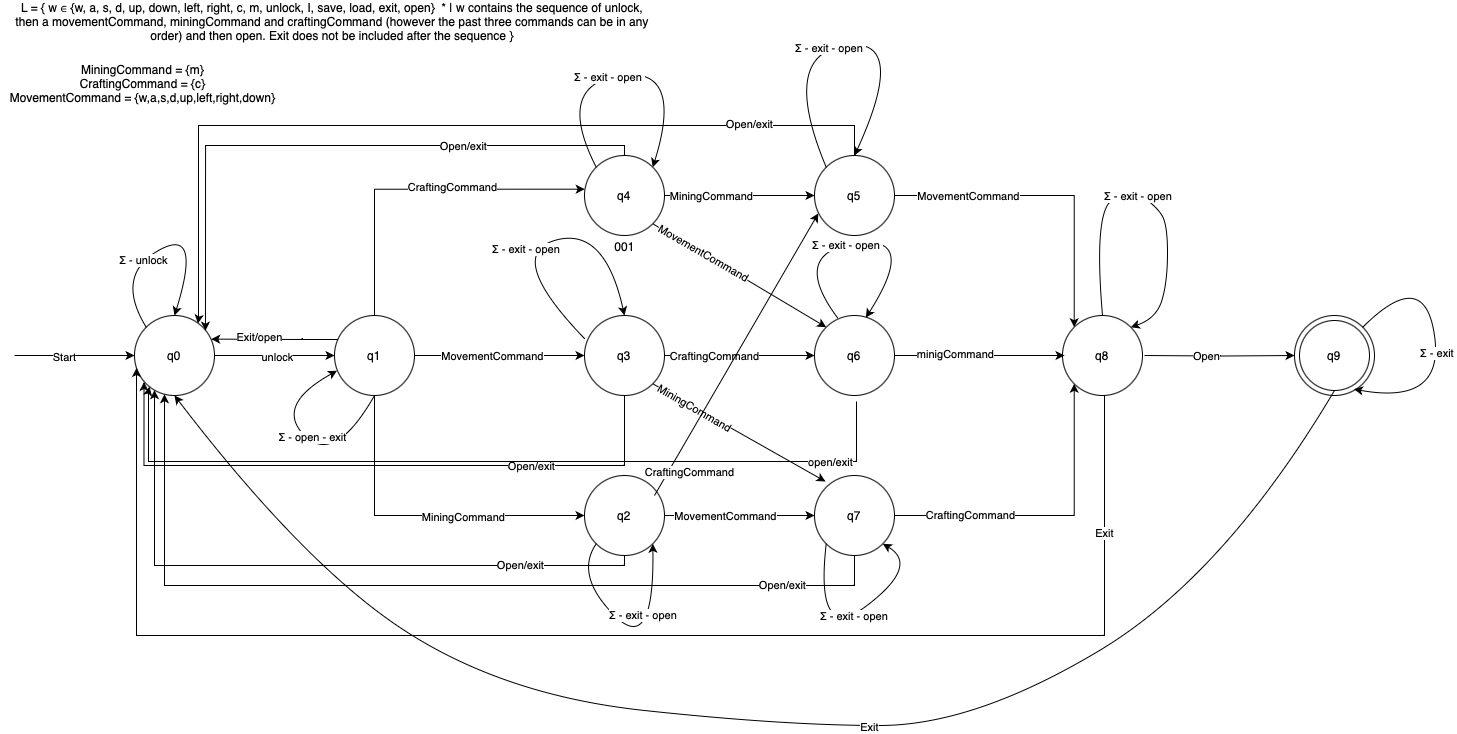 L = { w ∈ {w, a, s, d, up, down, left, right, c, m, unlock, I, save, load, exit, open} * I w contains the sequence of unlock,
then a movementCommand, miningCommand and craftingCommand (however the past three commands can be in any
order) and then open. Exit does not be included after the sequence }
MiningCommand = {m}
CraftingCommand = {c}
MovementCommand = {w,a,s,d,up,left,right,down}
Σ - exit - open
Σ - exit - open
Open/exit
Open/exit
CraftingCommand
q4
MiningCommand
q5
MovementCommand
Σ - exit - open
001
MovementCommand
Σ - exit - open
Σ - exit - open
Σ - unlock
Start
q0
Exit/open
unlock
q1
MovementCommand
q3
CraftingCommand
q6
minigCommand
q8
Open
q9
Σ - exit
MiningCommand
Σ - open - exit
Open/exit
open/exit
CraftingCommand
MiningCommand
q2
MovementCommand
q7
CraftingCommand
Exit
Open/exit
Open/exit
Σ - exit - open
Σ - exit - open
Exit